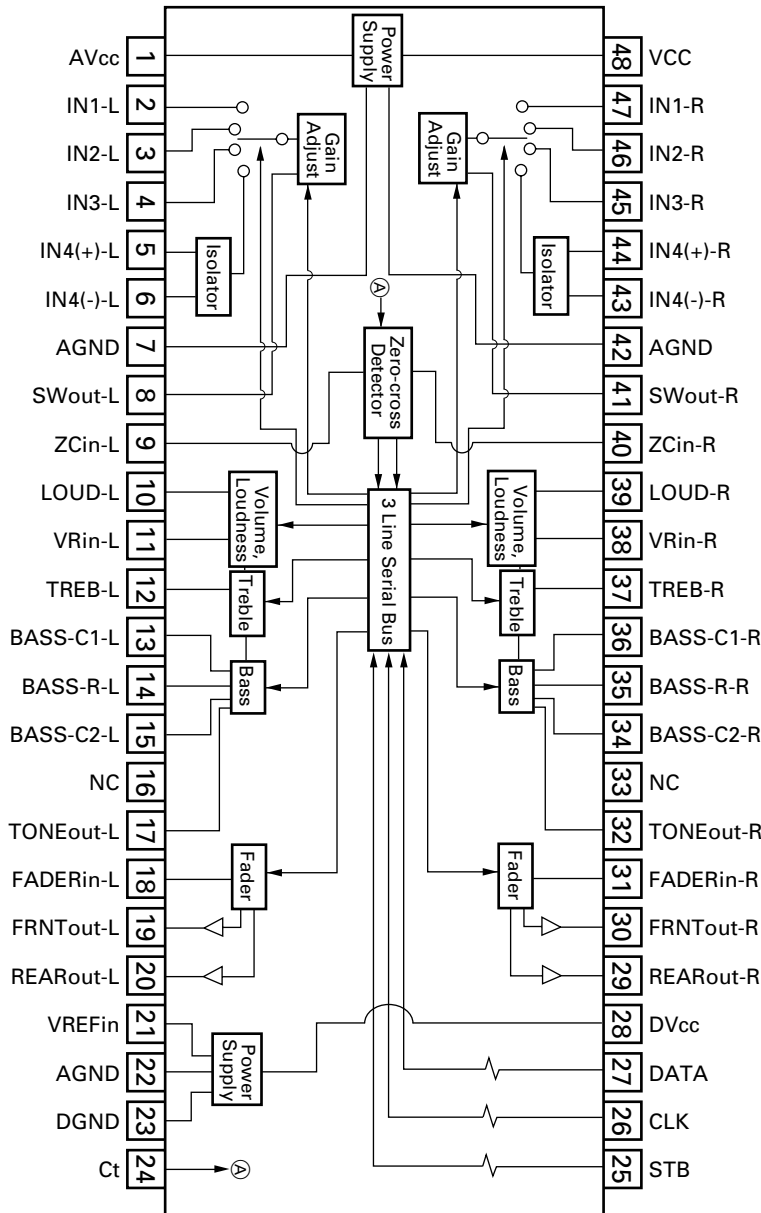 AVcc 1
IN1-L 2
IN2-L 3
IN3-L 4
IN4(+)-L 5
IN4(-)-L 6
AGND 7
SWout-L 8
ZCin-L 9
LOUD-L 10
VRin-L 11
TREB-L 12
BASS-C1-L 13
BASS-R-L 14
BASS-C2-L 15
NC 16
TONEout-L 17
FADERin-L 18
FRNTout-L 19
REARout-L 20
VREFin 21
AGND 22
DGND 23
Ct 24
Power
Supply
Gain
Adjust
Gain
Adjust
Isolator
Isolator
A
Zero-cross
Detector
Volume,
Loudness
3 Line Serial Bus
Volume,
Loudness
Treble
Treble
Bass
Bass
Fader
Fader
Power
Supply
A
48 VCC
47 IN1-R
46 IN2-R
45 IN3-R
44 IN4(+)-R
43 IN4(-)-R
42 AGND
41 SWout-R
40 ZCin-R
39 LOUD-R
38 VRin-R
37 TREB-R
36 BASS-C1-R
35 BASS-R-R
34 BASS-C2-R
33 NC
32 TONEout-R
31 FADERin-R
30 FRNTout-R
29 REARout-R
28 DVcc
27 DATA
26 CLK
25 STB